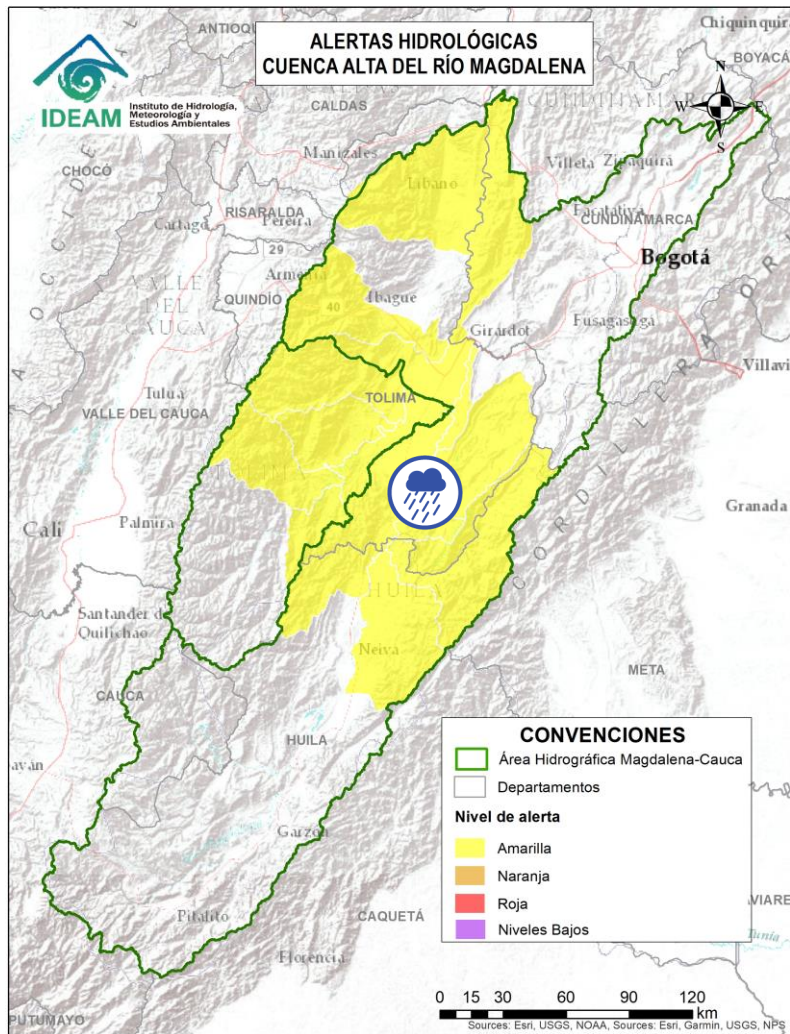 ALERTAS HIDROLÓGICAS
CUENCA ALTA DEL RÍO MAGDALENA
IDEAM
Instituto de Hidrología,
Meteorología y
Estudios Ambientales
N
W
E
S
Chiquinquirá
BOYACÁ
CALDAS
Manizales
Líbano
Villeta
Zipaquirá
CHOCÓ
RISARALDA
Pereira
Cartago
Facatativá
CUNDINAMARCA
29
Bogotá
Armenia
QUINDÍO
40
Ibagué
VALLE
DEL
CAUCA
Girardot
Fusagasugá
Villavi
TOLIMA
Tuluá
VALLE DEL CAUCA
CORDILLERA ORI
Granada
Cali
Palmira
HUILA
Santander de
Quilichao
Neiva
META
CAUCA
HUILA
Garzón
Pitalito
CAQUETÁ
Florencia
PUTUMAYO
VIARE
Tunía
CONVENCIONES
Área Hidrográfica Magdalena-Cauca
Departamentos
Nivel de alerta
Amarilla
Naranja
Roja
Niveles Bajos
0 15 30 60 90 120
km
Sources: Esri, USGS, NOAA, Sources: Esri, Garmin, USGS, NPS